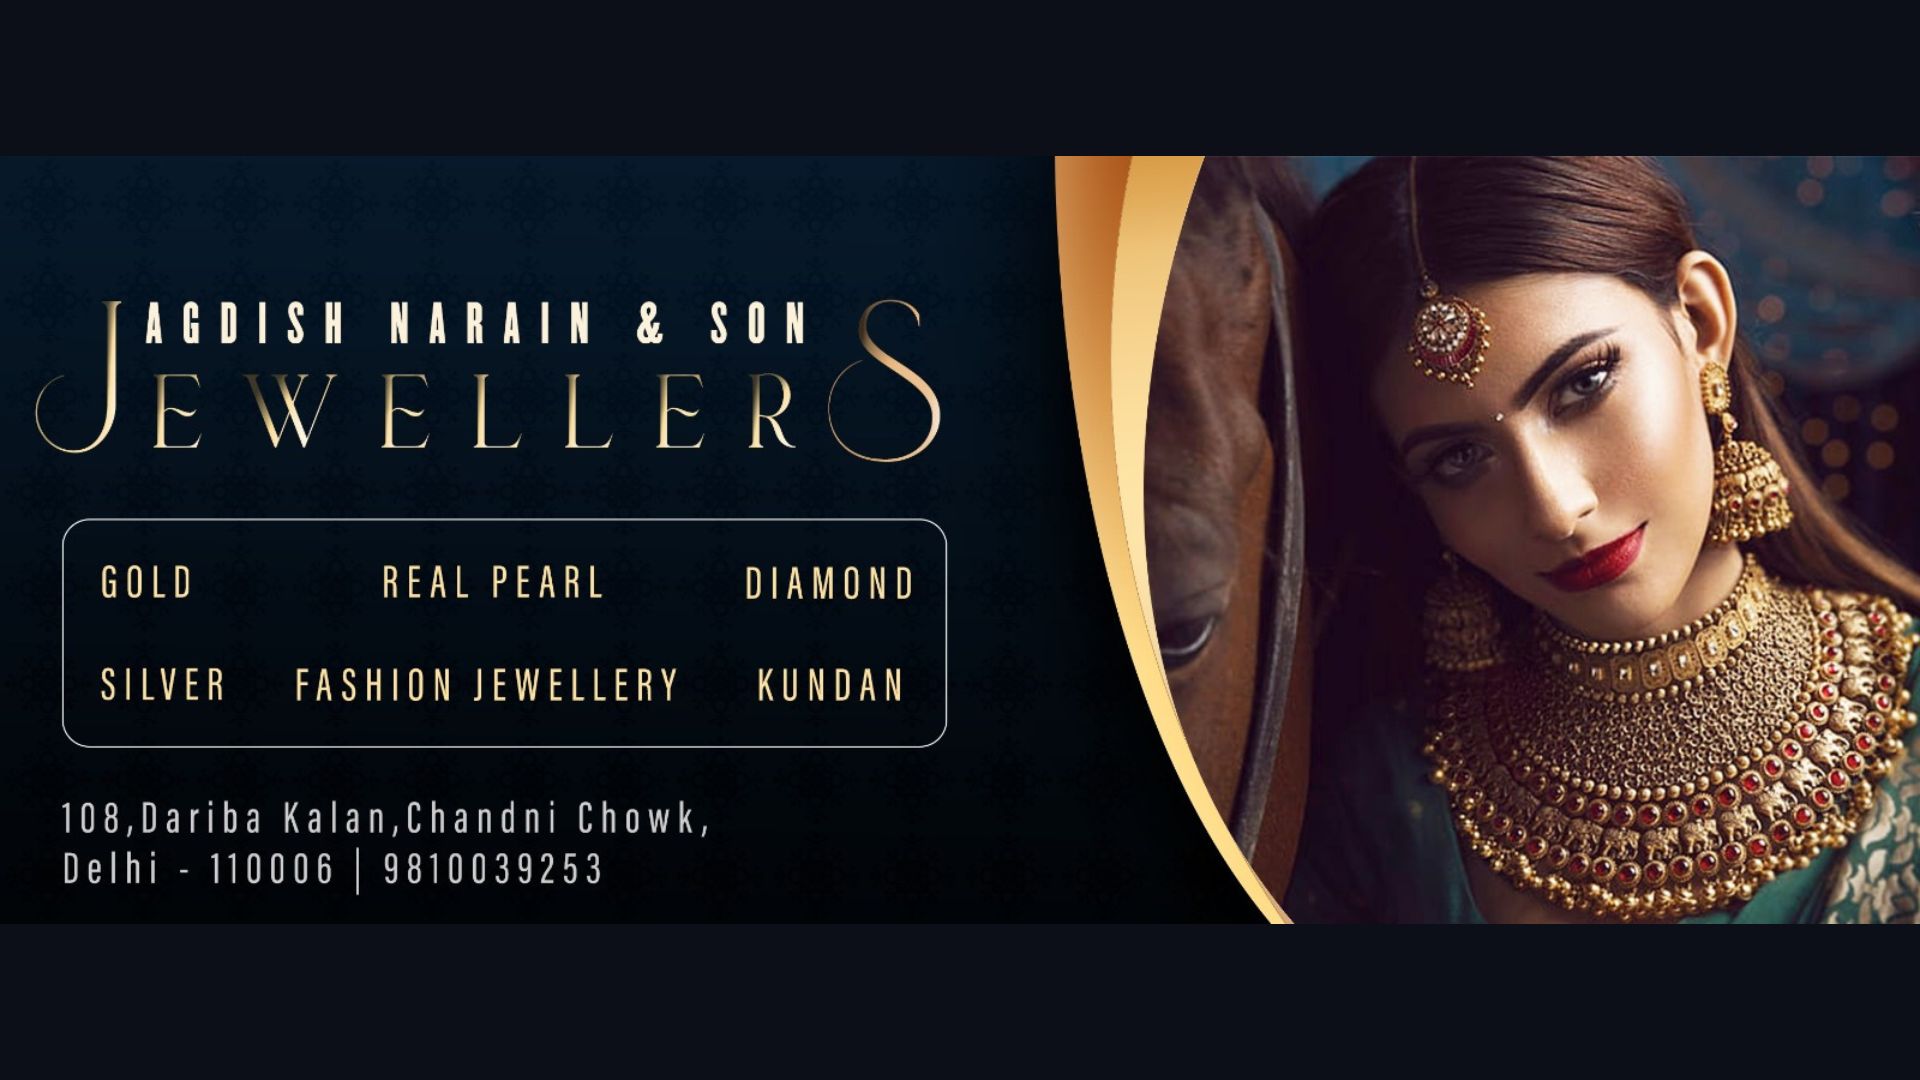 JAGDISH NARAIN & SONS
JEWELLERS
GOLD REAL PEARL DIAMOND
SILVER FASHION JEWELLERY KUNDAN
108,Dariba Kalan,Chandni Chowk,
Delhi - 110006 | 9810039253